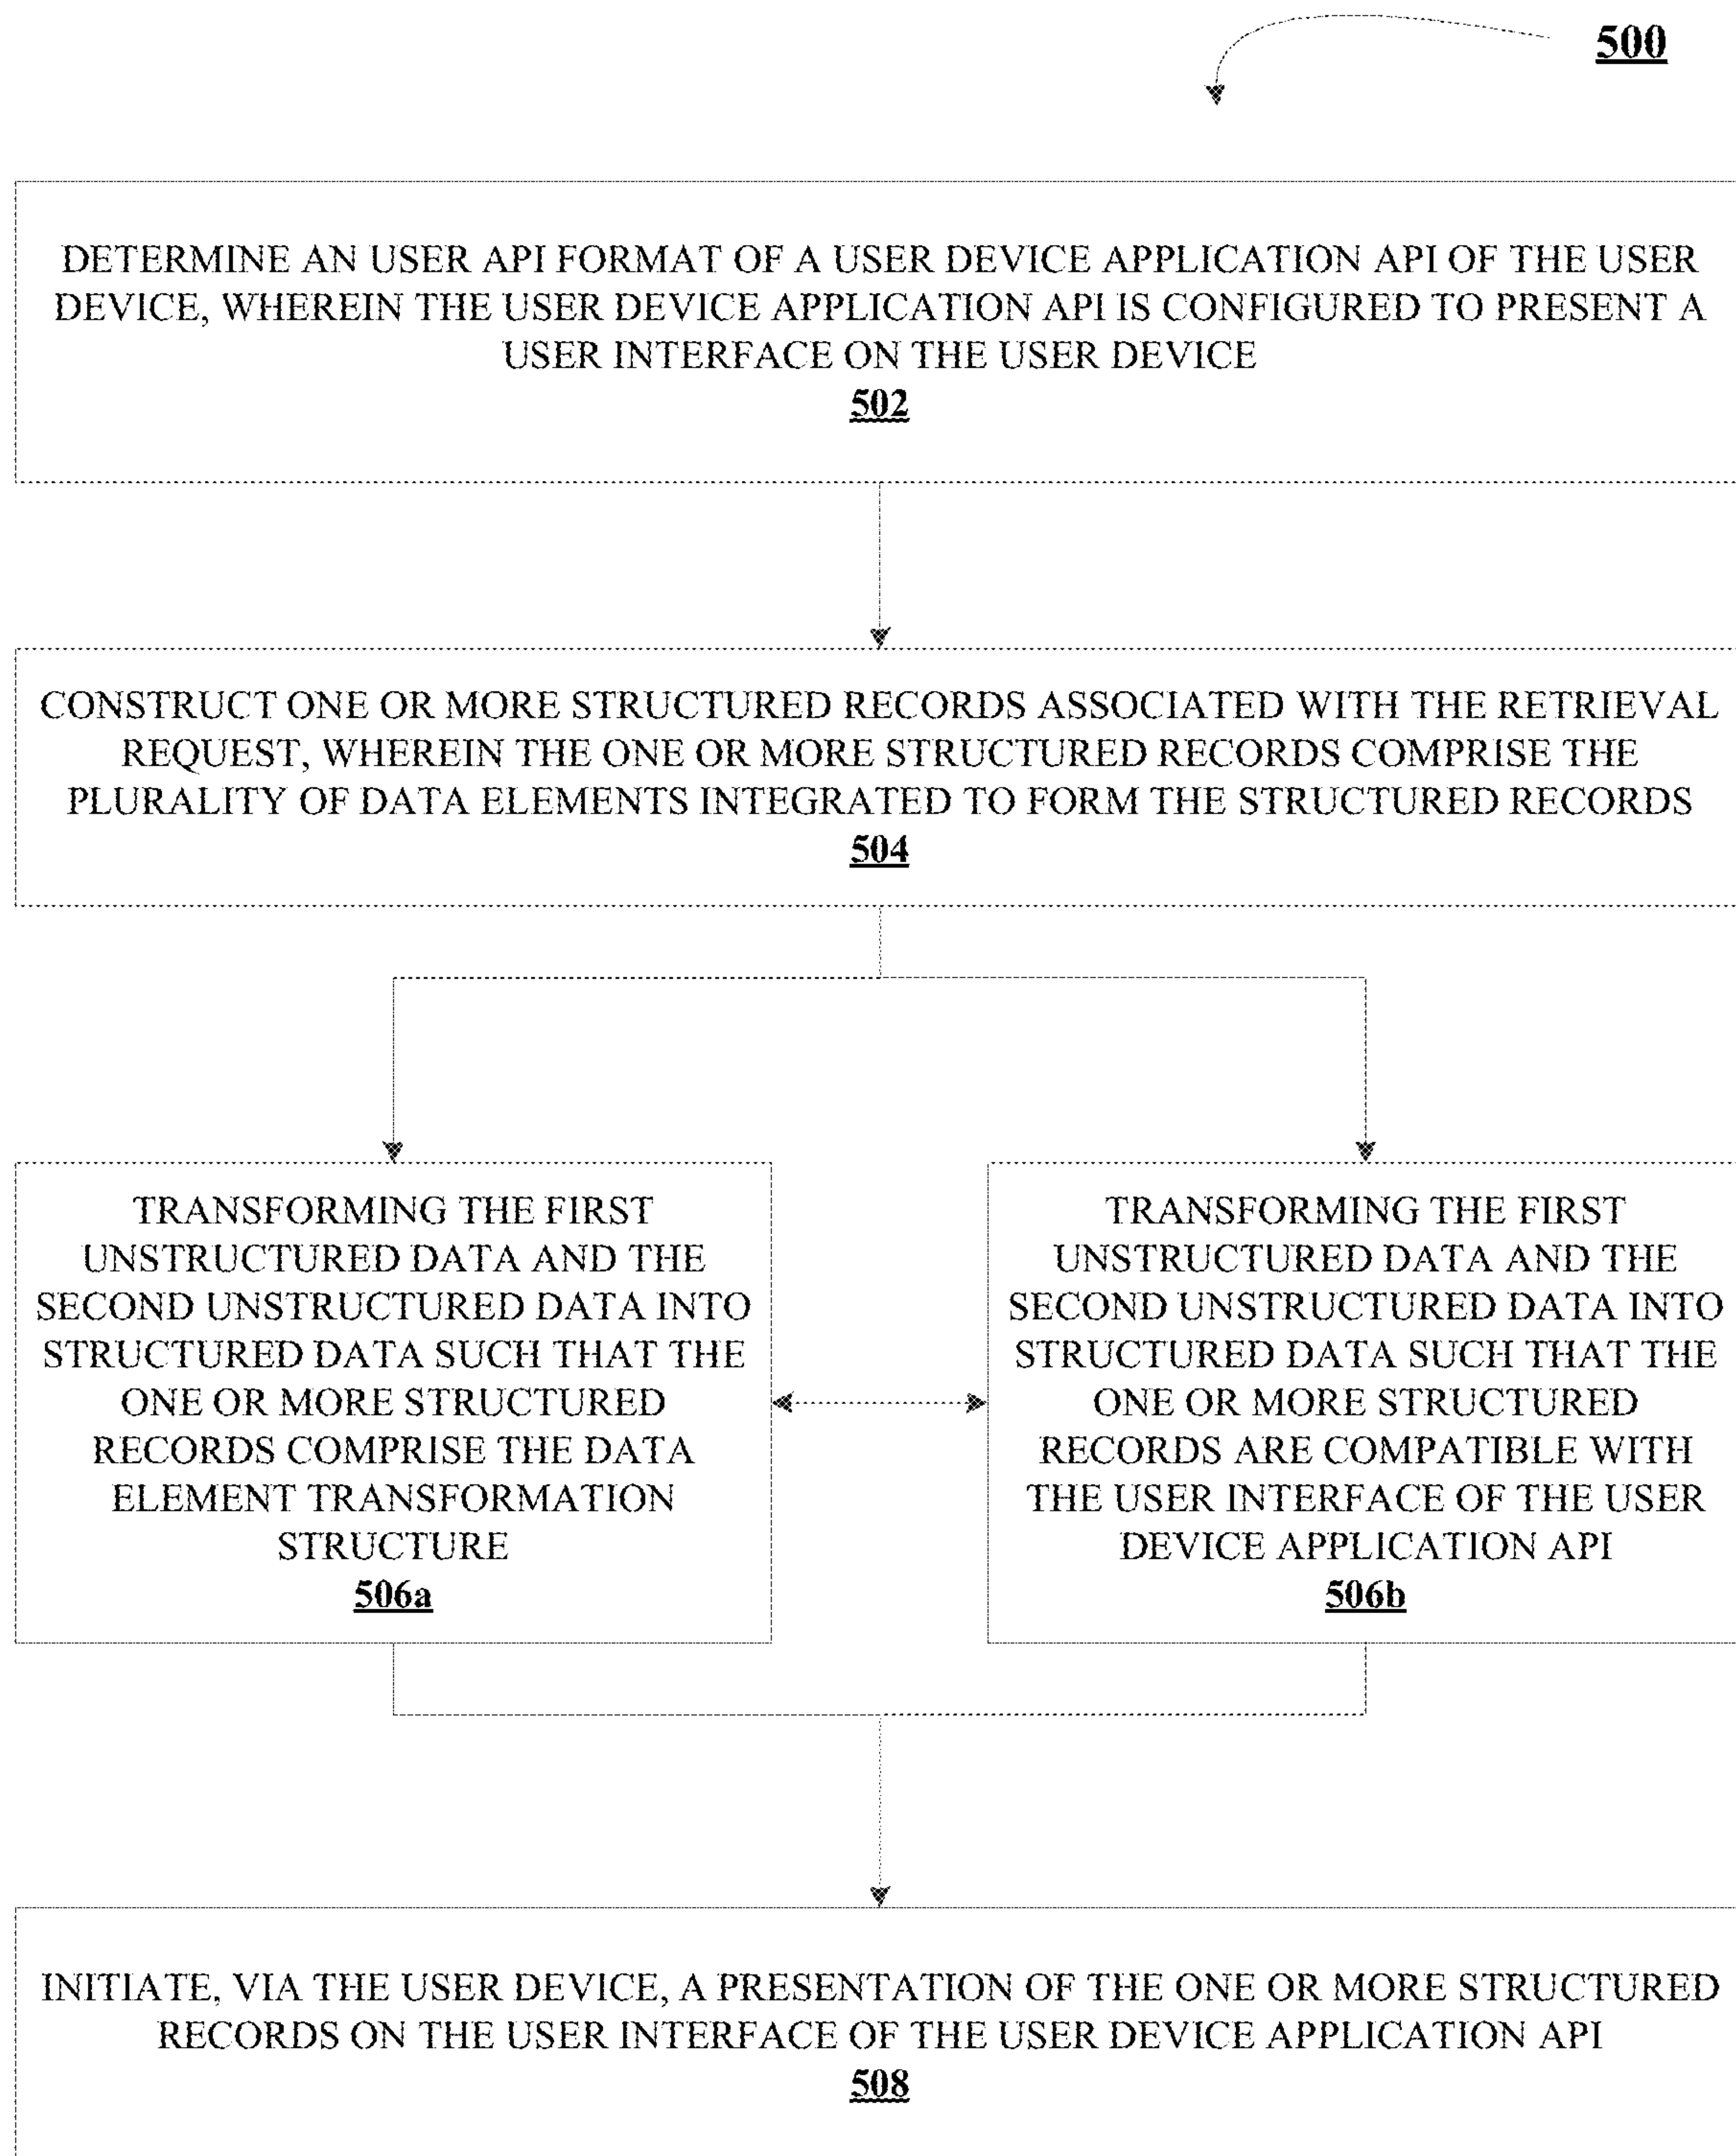 500
DETERMINE AN USER API FORMAT OF A USER DEVICE APPLICATION API OF THE USER
DEVICE, WHEREIN THE USER DEVICE APPLICATION API IS CONFIGURED TO PRESENT A
USER INTERFACE ON THE USER DEVICE
502
CONSTRUCT ONE OR MORE STRUCTURED RECORDS ASSOCIATED WITH THE RETRIEVAL
REQUEST, WHEREIN THE ONE OR MORE STRUCTURED RECORDS COMPRISE THE
PLURALITY OF DATA ELEMENTS INTEGRATED TO FORM THE STRUCTURED RECORDS
504
TRANSFORMING THE FIRST
UNSTRUCTURED DATA AND THE
SECOND UNSTRUCTURED DATA INTO
STRUCTURED DATA SUCH THAT THE
ONE OR MORE STRUCTURED
RECORDS COMPRISE THE DATA
ELEMENT TRANSFORMATION
STRUCTURE
506a
TRANSFORMING THE FIRST
UNSTRUCTURED DATA AND THE
SECOND UNSTRUCTURED DATA INTO
STRUCTURED DATA SUCH THAT THE
ONE OR MORE STRUCTURED
RECORDS ARE COMPATIBLE WITH
THE USER INTERFACE OF THE USER
DEVICE APPLICATION API
506b
INITIATE, VIA THE USER DEVICE, A PRESENTATION OF THE ONE OR MORE STRUCTURED
RECORDS ON THE USER INTERFACE OF THE USER DEVICE APPLICATION API
508